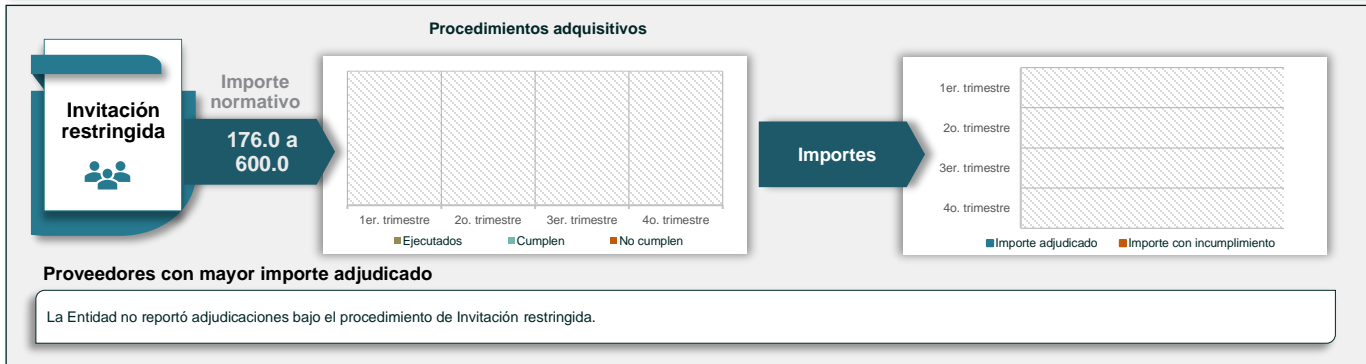 Procedimientos adquisitivos
Invitación
restringida
Importe
normativo
176.0 a
600.0
1er. trimestre
2o. trimestre
3er. trimestre
4o. trimestre
Ejecutados
Cumplen
No cumplen
Importes
1er. trimestre
2o. trimestre
3er. trimestre
4o. trimestre
Importe adjudicado
Importe con incumplimiento
Proveedores con mayor importe adjudicado
La Entidad no reportó adjudicaciones bajo el procedimiento de Invitación restringida.